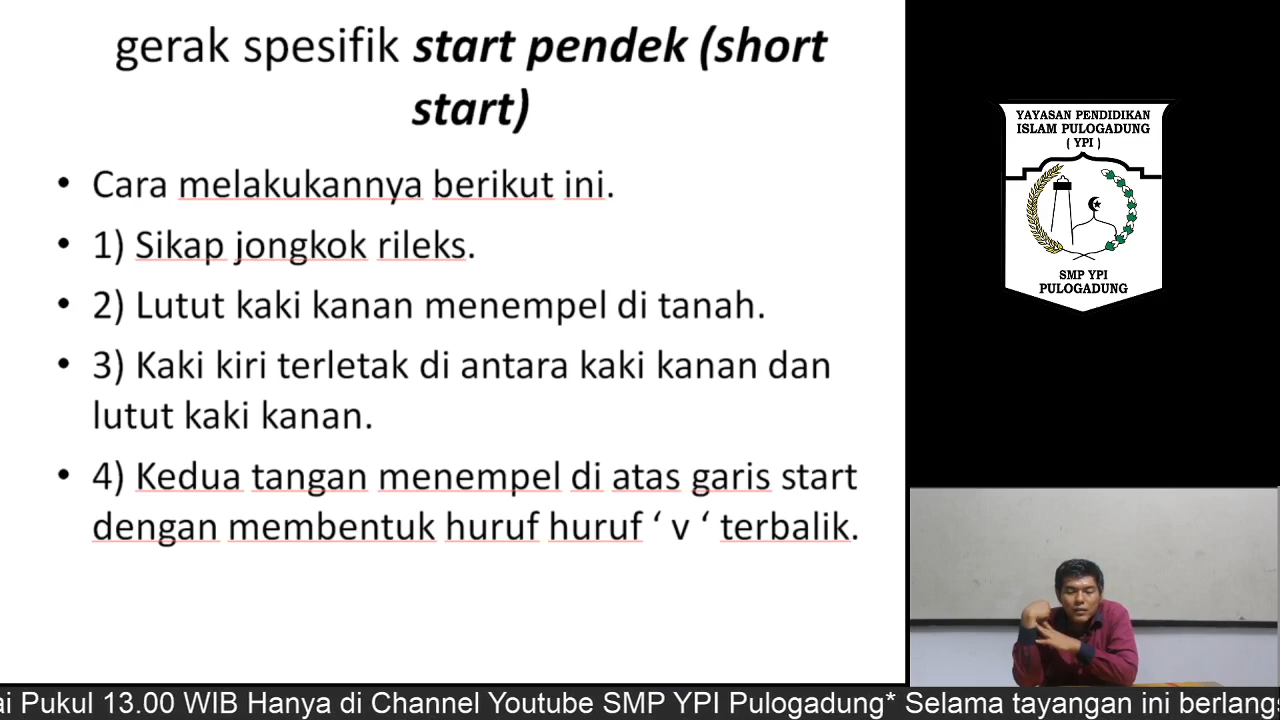 gerak spesifik start pendek (short
start)
• Cara melakukannya berikut ini.
• 1) Sikap jongkok rileks.
• 2) Lutut kaki kanan menempel di tanah.
• 3) Kaki kiri terletak di antara kaki kanan dan
lutut kaki kanan.
• 4) Kedua tangan menempel di atas garis start
dengan membentuk huruf huruf ‘ v ‘ terbalik.
YAYASAN PENDIDIKAN
ISLAM PULOGADUNG
( YPI )
SMP YPI
PULOGADUNG
ai Pukul 13.00 WIB Hanya di Channel Youtube SMP YPI Pulogadung* Selama tayangan ini berlangs